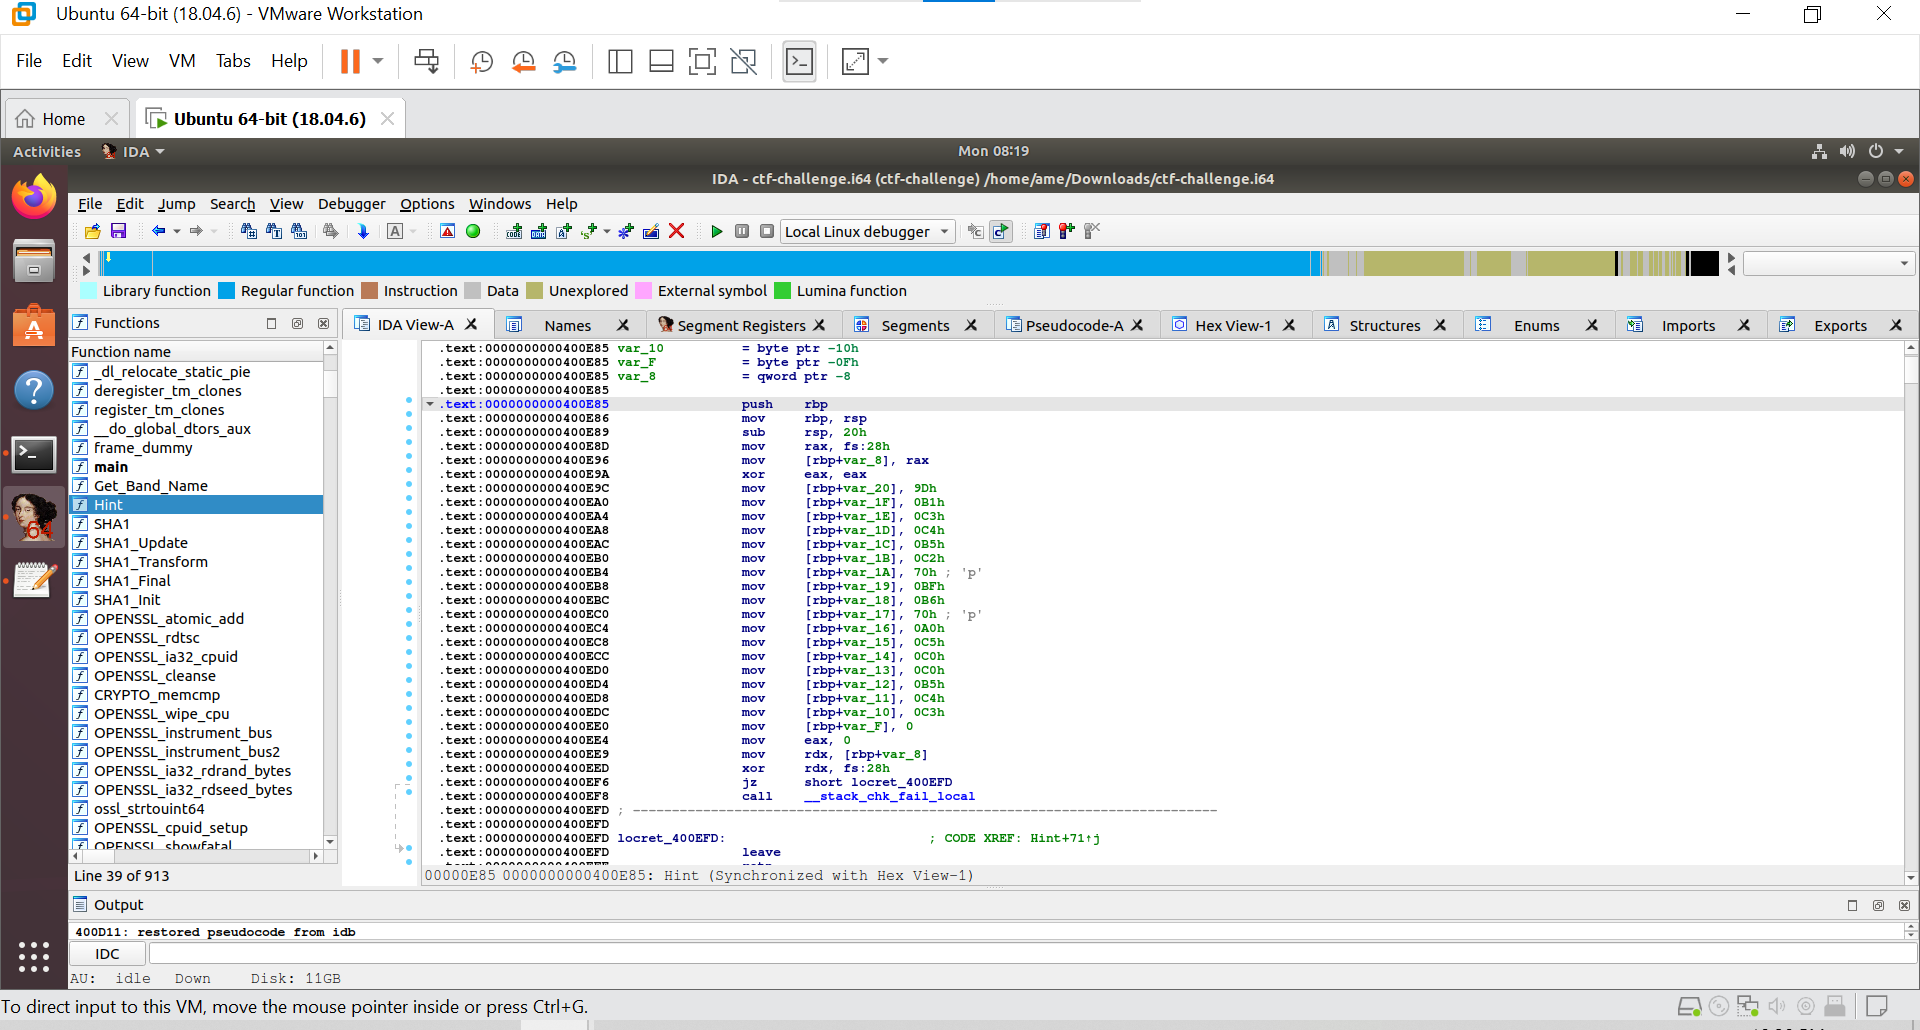 Ubuntu 64-bit (18.04.6) - VMware Workstation
File Edit View VM Tabs Help
Home
Ubuntu 64-bit (18.04.6)
Activities IDA Mon 08:19
IDA - ctf-challenge.i64 (ctf-challenge) /home/ame/Downloads/ctf-challenge.i64
File Edit Jump Search View Debugger Options Windows Help
Local Linux debugger
Library function Regular function Instruction Data Unexplored External symbol Lumina function
Functions
IDA View-A Names Segment Registers Segments Pseudocode-A Hex View-1 Structures Enums Imports Exports
Function name
_dl_relocate_static_pie
deregister_tm_clones
register_tm_clones
__do_global_dtors_aux
frame_dummy
main
Get_Band_Name
Hint
SHA1
SHA1_Update
SHA1_Transform
SHA1_Final
SHA1_Init
OPENSSL_atomic_add
OPENSSL_rdtsc
OPENSSL_ia32_cpuid
OPENSSL_cleanse
CRYPTO_memcmp
OPENSSL_wipe_cpu
OPENSSL_instrument_bus
OPENSSL_instrument_bus2
OPENSSL_ia32_rdrand_bytes
OPENSSL_ia32_rdseed_bytes
ossl_strtouint64
OPENSSL_cpuid_setup
OPENSSL_showfatal
Line 39 of 913
.text:0000000000400E85 var_10 = byte ptr -10h
.text:0000000000400E85 var_F = byte ptr -0Fh
.text:0000000000400E85 var_8 = qword ptr -8
.text:0000000000400E85
.text:0000000000400E85 push rbp
.text:0000000000400E86 mov rbp, rsp
.text:0000000000400E89 sub rsp, 20h
.text:0000000000400E8D mov rax, fs:28h
.text:0000000000400E96 mov [rbp+var_8], rax
.text:0000000000400E9A xor eax, eax
.text:0000000000400E9C mov [rbp+var_20], 9Dh
.text:0000000000400EA0 mov [rbp+var_1F], 0B1h
.text:0000000000400EA4 mov [rbp+var_1E], 0C3h
.text:0000000000400EA8 mov [rbp+var_1D], 0C4h
.text:0000000000400EAC mov [rbp+var_1C], 0B5h
.text:0000000000400EB0 mov [rbp+var_1B], 0C2h
.text:0000000000400EB4 mov [rbp+var_1A], 70h ; 'p'
.text:0000000000400EB8 mov [rbp+var_19], 0BFh
.text:0000000000400EBC mov [rbp+var_18], 0B6h
.text:0000000000400EC0 mov [rbp+var_17], 70h ; 'p'
.text:0000000000400EC4 mov [rbp+var_16], 0A0h
.text:0000000000400EC8 mov [rbp+var_15], 0C5h
.text:0000000000400ECC mov [rbp+var_14], 0C0h
.text:0000000000400ED0 mov [rbp+var_13], 0C0h
.text:0000000000400ED4 mov [rbp+var_12], 0B5h
.text:0000000000400ED8 mov [rbp+var_11], 0C4h
.text:0000000000400EDC mov [rbp+var_10], 0C3h
.text:0000000000400EE0 mov [rbp+var_F], 0
.text:0000000000400EE4 mov eax, 0
.text:0000000000400EE9 mov rdx, [rbp+var_8]
.text:0000000000400EED xor rdx, fs:28h
.text:0000000000400EF6 jz short locret_400EFD
.text:0000000000400EF8 call __stack_chk_fail_local
.text:0000000000400EFD ; ---------------------------------------------------------------------------
.text:0000000000400EFD
.text:0000000000400EFD locret_400EFD: ; CODE XREF: Hint+71↑j
.text:0000000000400EFD leave
00000E85 0000000000400E85: Hint (Synchronized with Hex View-1)
Output
400D11: restored pseudocode from idb
IDC
AU: idle Down Disk: 11GB
To direct input to this VM, move the mouse pointer inside or press Ctrl+G.